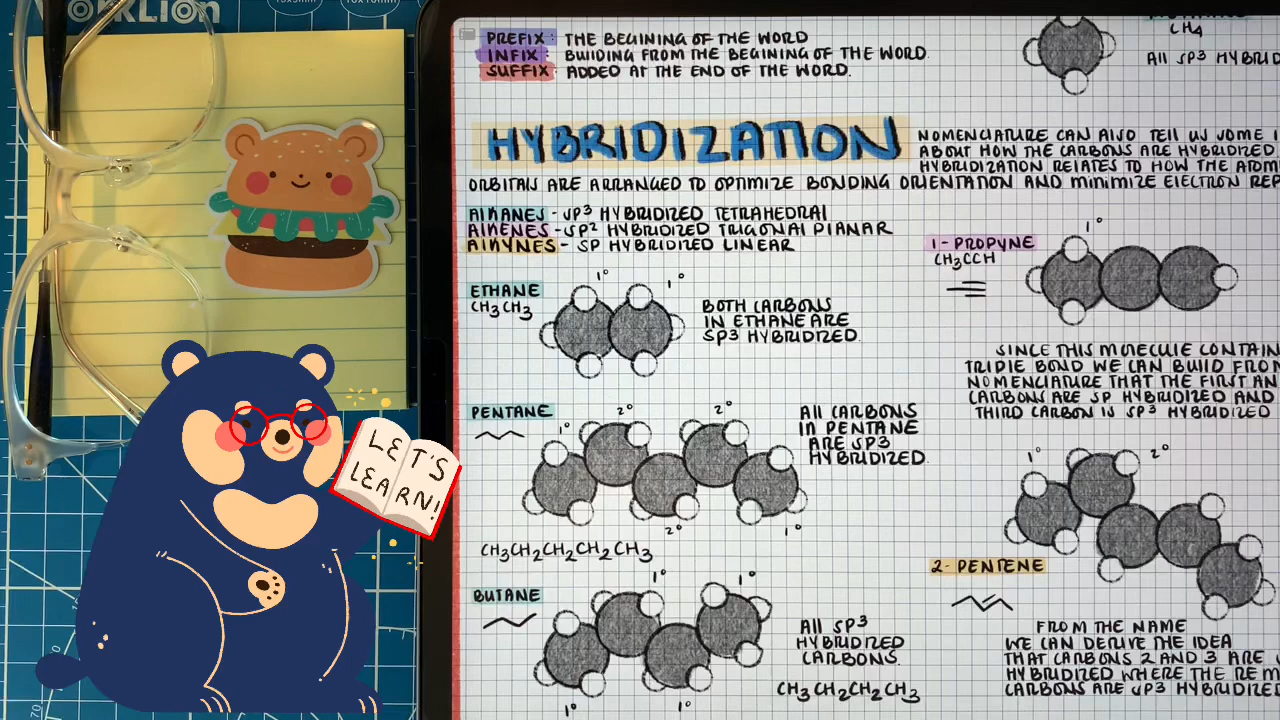 WORKLION
LET'S
LEARN!
PREFIX: THE BEGINING OF THE WORD
INFIX: BUILDING FROM THE BEGINING OF THE WORD.
SUFFIX: ADDED AT THE END OF THE WORD.
CH4
All SP3 HYBRID
HYBRIDIZATION
NOMENCLATURE CAN ALSO TELL US SOME I
ABOUT HOW THE CARBONS ARE HYBRIDIZED.
HYBRIDIZATION RELATES TO HOW THE ATOM
ORBITALS ARE ARRANGED TO OPTIMIZE BONDING ORIENTATION AND MINIMIZE ELECTRON REP
ALKANES - SP3 HYBRIDIZED TETRAHEDRAL
ALKENES - SP2 HYBRIDIZED TRIGONAL PLANAR
ALKYNES - SP HYBRIDIZED LINEAR
ETHANE
CH3CH3
1° 1°
BOTH CARBONS
IN ETHANE ARE
SP3 HYBRIDIZED.
PENTANE
1° 2° 2°
2° 1°
All CARBONS
IN PENTANE
ARE SP3
HYBRIDIZED.
CH3CH2CH2CH2CH3
BUTANE
1° 1°
1° 1°
All SP3
HYBRIDIZED
CARBONS.
CH3CH2CH2CH3
1- PROPYNE
CH3CCH
1°
SINCE THIS MOLECULE CONTAIN
TRIPLE BOND WE CAN BUILD FROM
NOMENCLATURE THAT THE FIRST AN
CARBONS ARE SP HYBRIDIZED AND
THIRD CARBON IS SP3 HYBRIDIZED
1° 2°
2- PENTENE
FROM THE NAME
WE CAN DERIVE THE IDEA
THAT CARBONS 2 AND 3 ARE
HYBRIDIZED WHERE THE REM
CARBONS ARE SP3 HYBRIDIZED